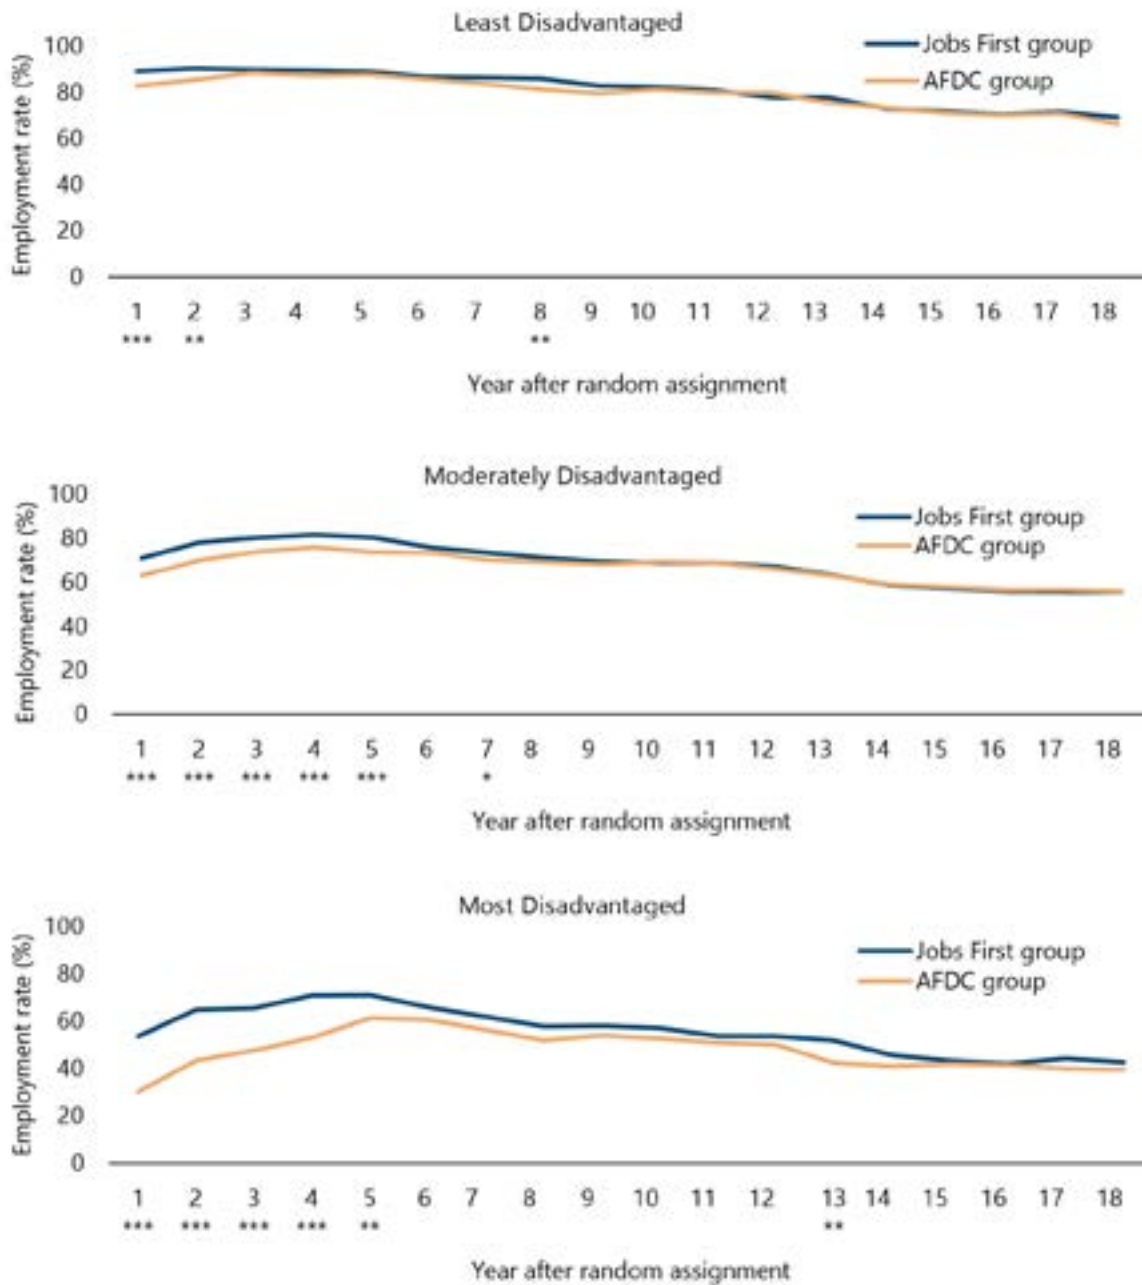 Least Disadvantaged
Employment rate (%)
100
80
60
40
20
0
Jobs First group
AFDC group
1 2 3 4 5 6 7 8 9 10 11 12 13 14 15 16 17 18
*** ** **
Year after random assignment
Moderately Disadvantaged
Employment rate (%)
100
80
60
40
20
0
Jobs First group
AFDC group
1 2 3 4 5 6 7 8 9 10 11 12 13 14 15 16 17 18
*** *** *** *** *** *
Year after random assignment
Most Disadvantaged
Employment rate (%)
100
80
60
40
20
0
Jobs First group
AFDC group
1 2 3 4 5 6 7 8 9 10 11 12 13 14 15 16 17 18
*** *** *** *** ** **
Year after random assignment